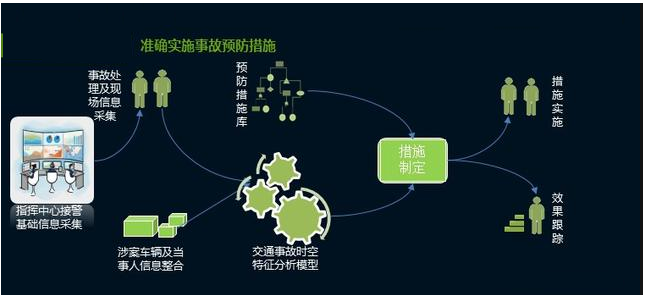 准确实施事故预防措施
事故处
理及现
场信息
采集
预防措施库
措施实施
措施
制定
指挥中心接警
基础信息采集
涉案车辆及当
事人信息整合
交通事故时空
特征分析模型
效果跟踪